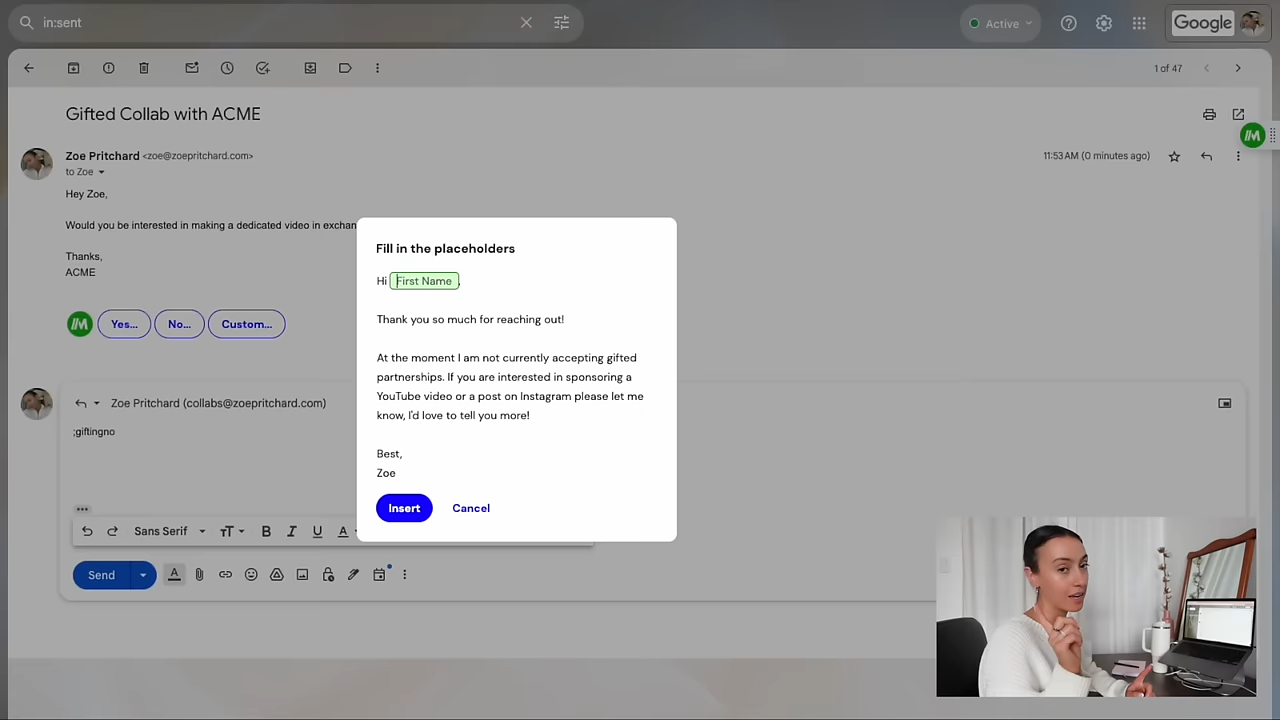 in:sent
Active
Google
1 of 47
Gifted Collab with ACME
Zoe Pritchard <zoe@zoepritchard.com>
11:53 AM (0 minutes ago)
to Zoe
Hey Zoe,
Would you be interested in making a dedicated video in exchan
Thanks,
ACME
Yes...
No...
Custom...
Zoe Pritchard (collabs@zoepritchard.com)
;giftingno
Sans Serif
B I U A
Send
Fill in the placeholders
Hi First Name,
Thank you so much for reaching out!
At the moment I am not currently accepting gifted
partnerships. If you are interested in sponsoring a
YouTube video or a post on Instagram please let me
know, I'd love to tell you more!
Best,
Zoe
Insert
Cancel